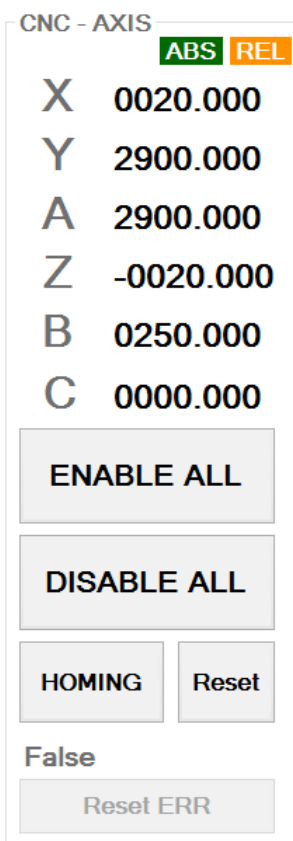 CNC - AXIS
ABS REL
X 0020.000
Y 2900.000
A 2900.000
Z -0020.000
B 0250.000
C 0000.000
ENABLE ALL
DISABLE ALL
HOMING Reset
False
Reset ERR